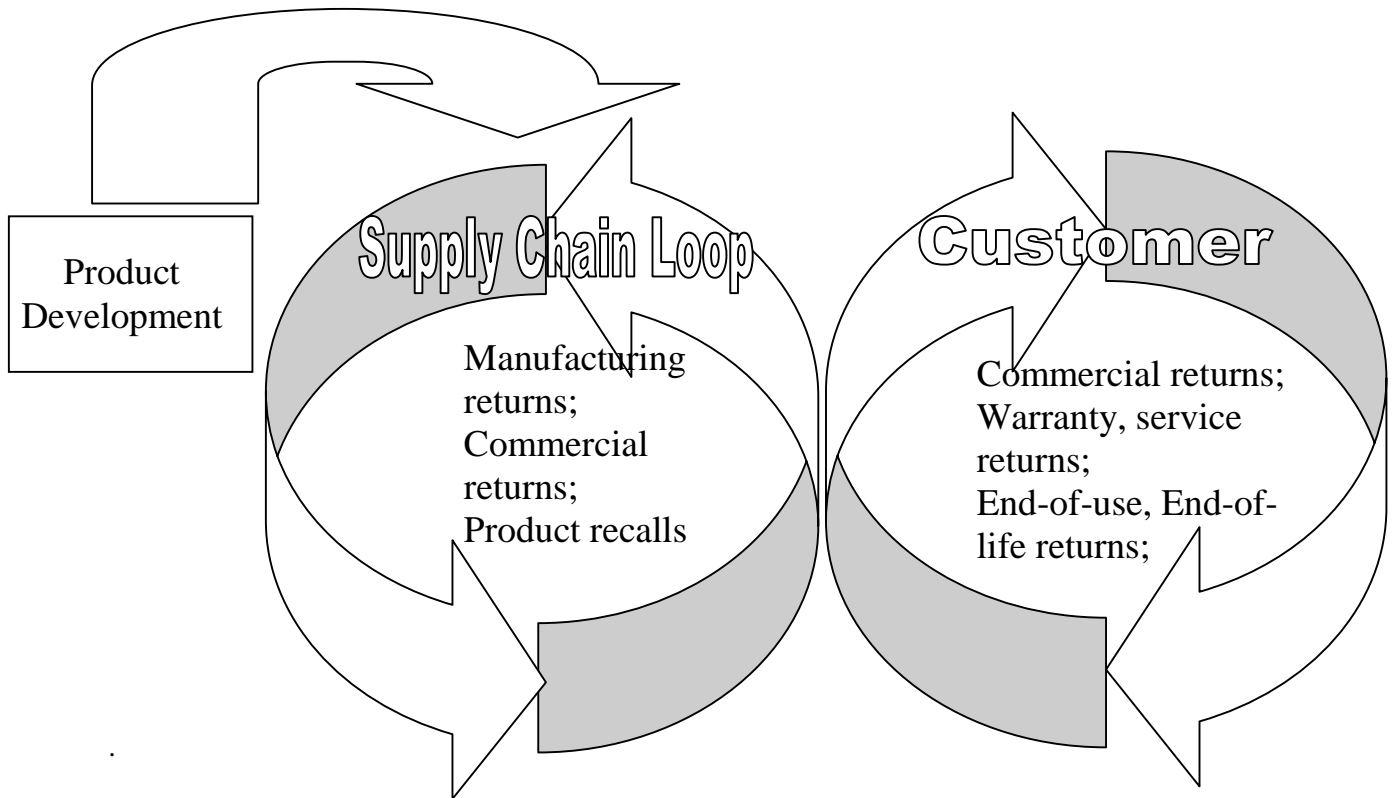 Supply Chain Loop
Customer
Product
Development
Manufacturing
returns;
Commercial
returns;
Product recalls
Commercial returns;
Warranty, service
returns;
End-of-use, End-of-
life returns;
.